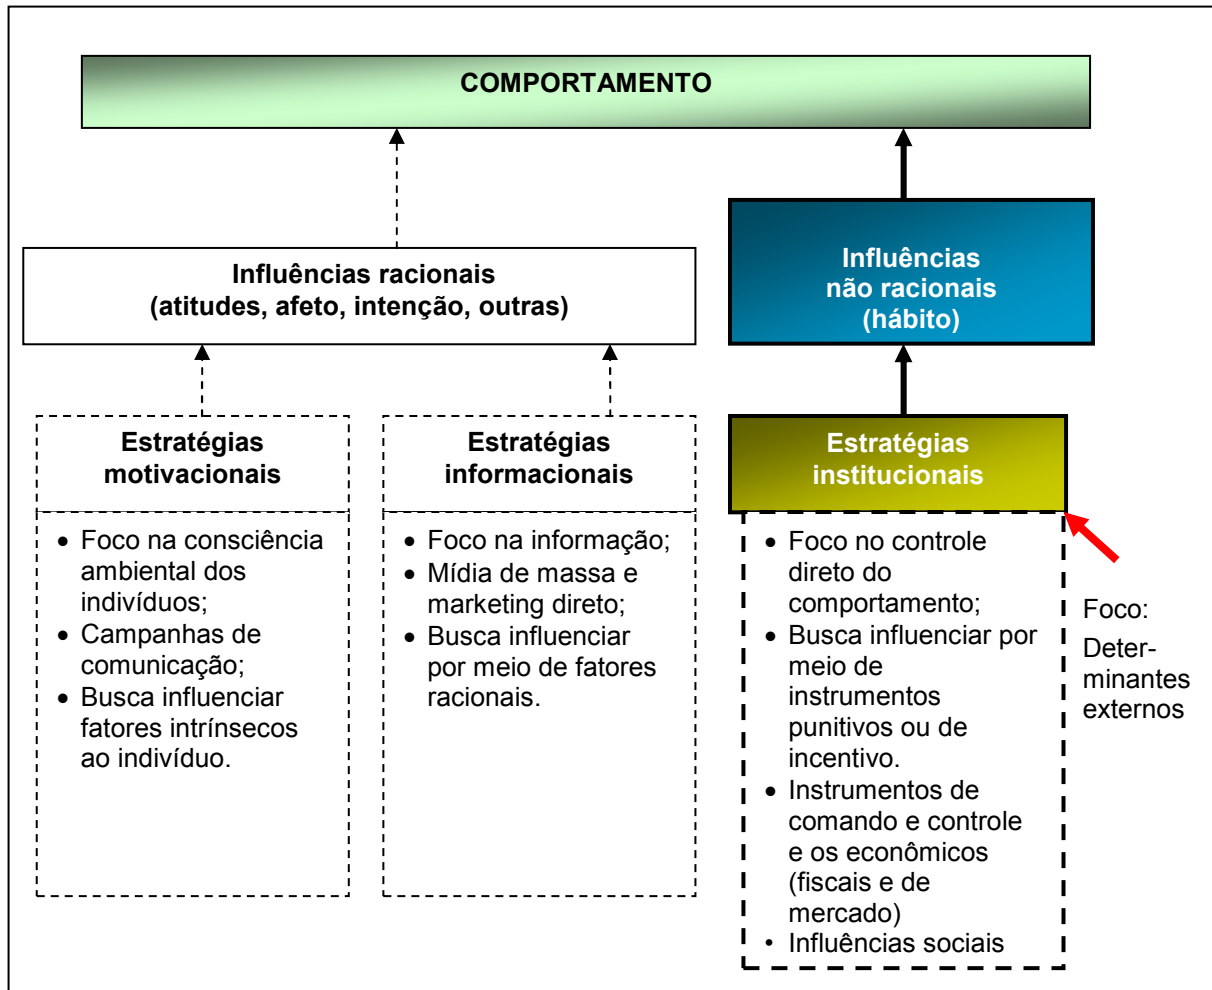 COMPORTAMENTO
Influências racionais
(atitudes, afeto, intenção, outras)
Influências
não racionais
(hábito)
Estratégias
motivacionais
• Foco na consciência
ambiental dos
indivíduos;
• Campanhas de
comunicação;
• Busca influenciar
fatores intrínsecos
ao indivíduo.
Estratégias
informacionais
• Foco na informação;
• Mídia de massa e
marketing direto;
• Busca influenciar
por meio de fatores
racionais.
Estratégias
institucionais
• Foco no controle
direto do
comportamento;
• Busca influenciar por
meio de
instrumentos
punitivos ou de
incentivo.
• Instrumentos de
comando e controle
e os econômicos
(fiscais e de
mercado)
• Influências sociais
Foco:
Deter-
minantes
externos